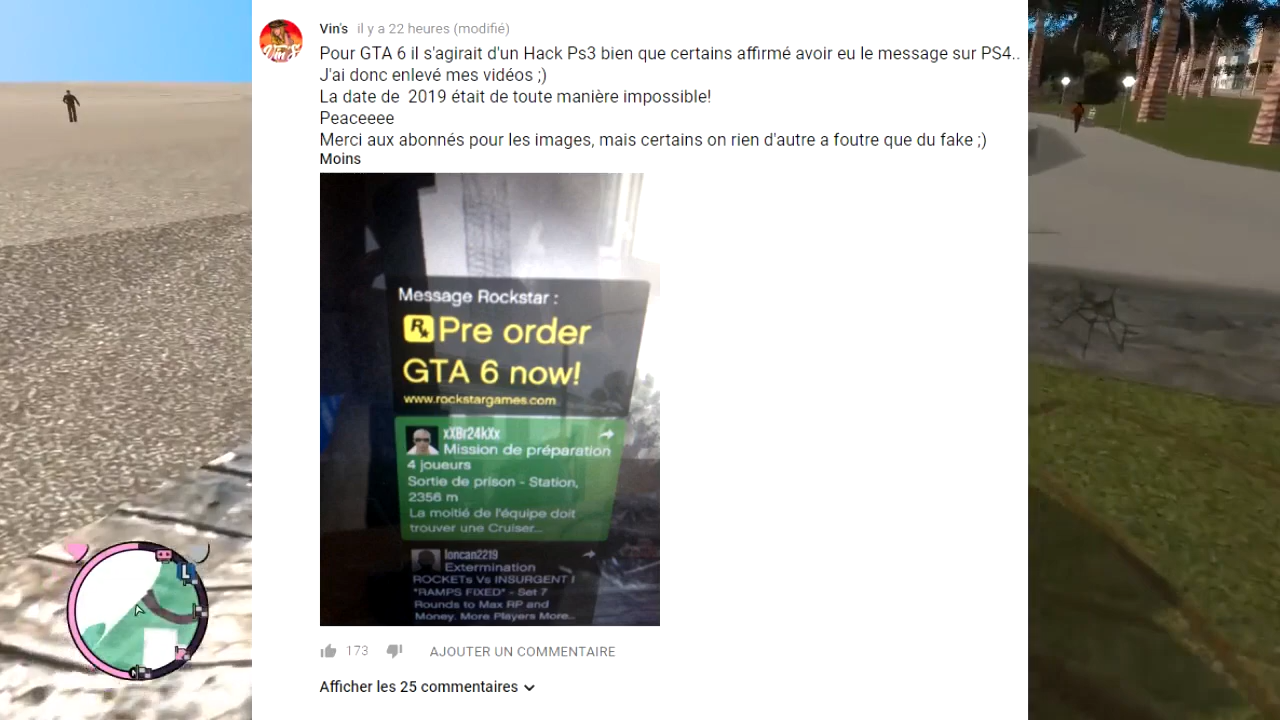 Vin's il y a 22 heures (modifié)
Pour GTA 6 il s'agirait d'un Hack Ps3 bien que certains affirmé avoir eu le message sur PS4..
J'ai donc enlevé mes vidéos ;)
La date de  2019 était de toute manière impossible!
Peaceeee
Merci aux abonnés pour les images, mais certains on rien d'autre a foutre que du fake ;)
Moins
Message Rockstar :
R* Pre order
GTA 6 now!
www.rockstargames.com
xXBr24kXx
Mission de préparation
4 joueurs
Sortie de prison - Station,
2356 m
La moitié de l'équipe doit
trouver une Cruiser...
loncan2219
Extermination
ROCKETs Vs INSURGENT !
"RAMPS FIXED" - Set 7
Rounds to Max RP and
Money. More Players More...
173 AJOUTER UN COMMENTAIRE
Afficher les 25 commentaires
L